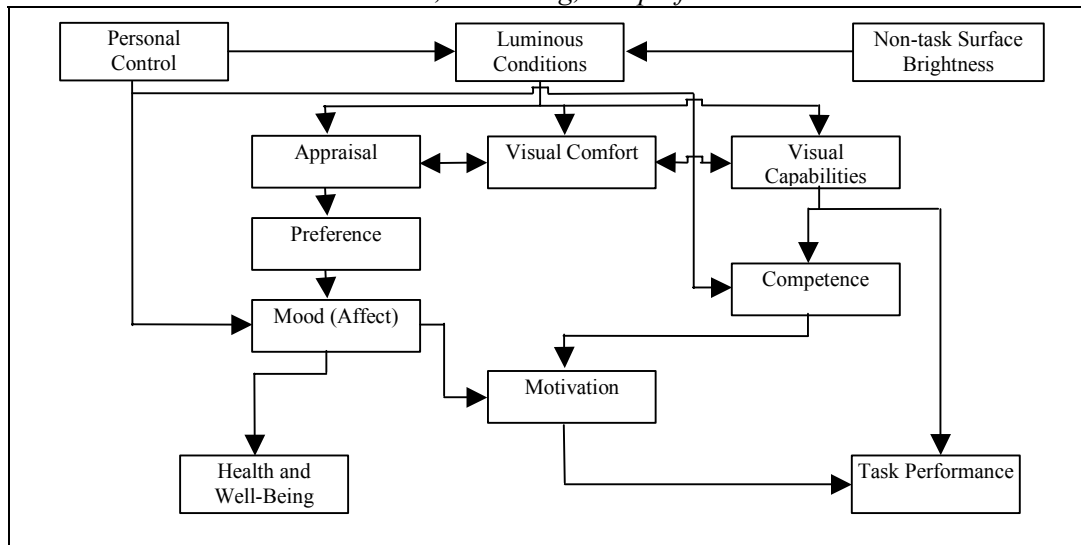 Personal
Control
Luminous
Conditions
Non-task Surface
Brightness
Appraisal
Visual Comfort
Visual
Capabilities
Preference
Competence
Mood (Affect)
Motivation
Health and
Well-Being
Task Performance